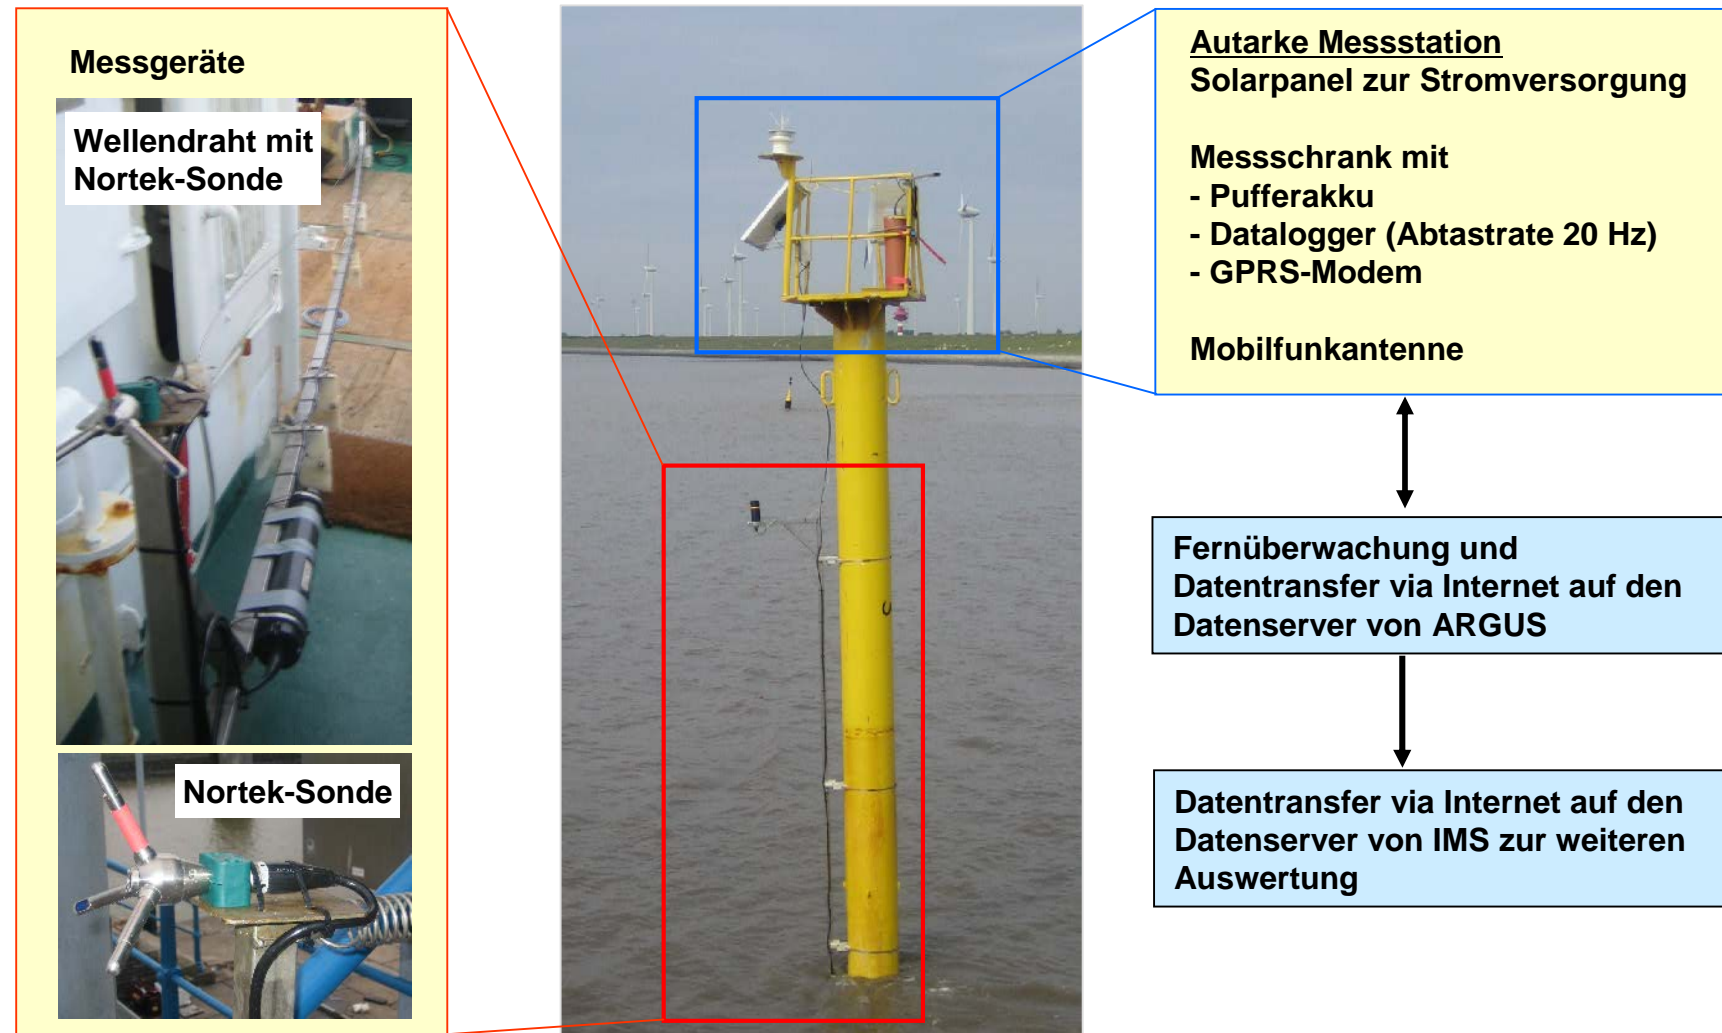 Messgeräte
Wellendraht mit
Nortek-Sonde
Nortek-Sonde
Autarke Messstation
Solarpanel zur Stromversorgung
Messschrank mit
- Pufferakku
- Datalogger (Abtastrate 20 Hz)
- GPRS-Modem
Mobilfunkantenne
Fernüberwachung und
Datentransfer via Internet auf den
Datenserver von ARGUS
Datentransfer via Internet auf den
Datenserver von IMS zur weiteren
Auswertung